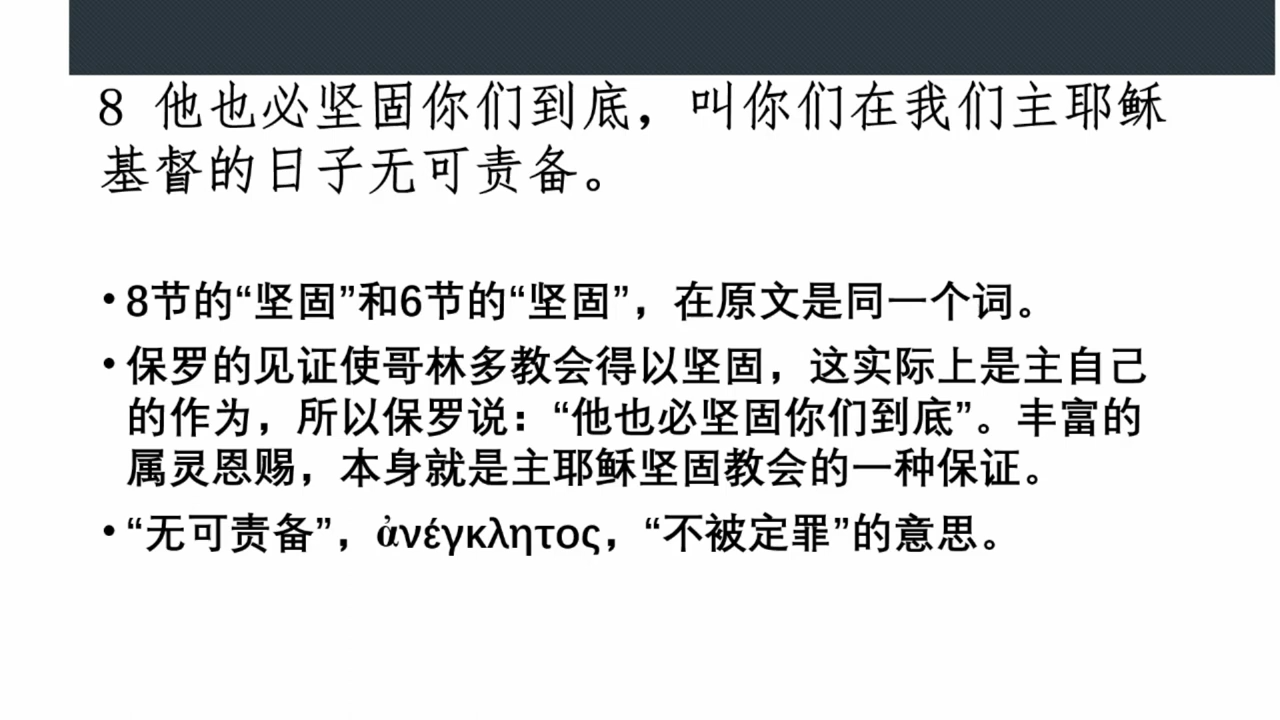 8 他也必坚固你们到底，叫你们在我们主耶稣
基督的日子无可责备。
• 8节的“坚固”和6节的“坚固”，在原文是同一个词。
• 保罗的见证使哥林多教会得以坚固，这实际上是主自己
的作为，所以保罗说：“他也必坚固你们到底”。丰富的
属灵恩赐，本身就是主耶稣坚固教会的一种保证。
• “无可责备”，ἀνέγκλητος，“不被定罪”的意思。